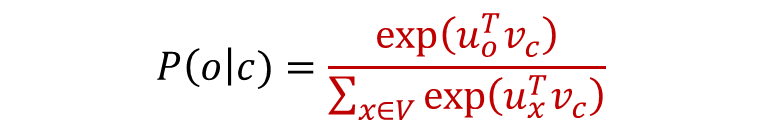 P(o|c) = exp(u_o^T v_c) / ∑_{x∈V} exp(u_x^T v_c)